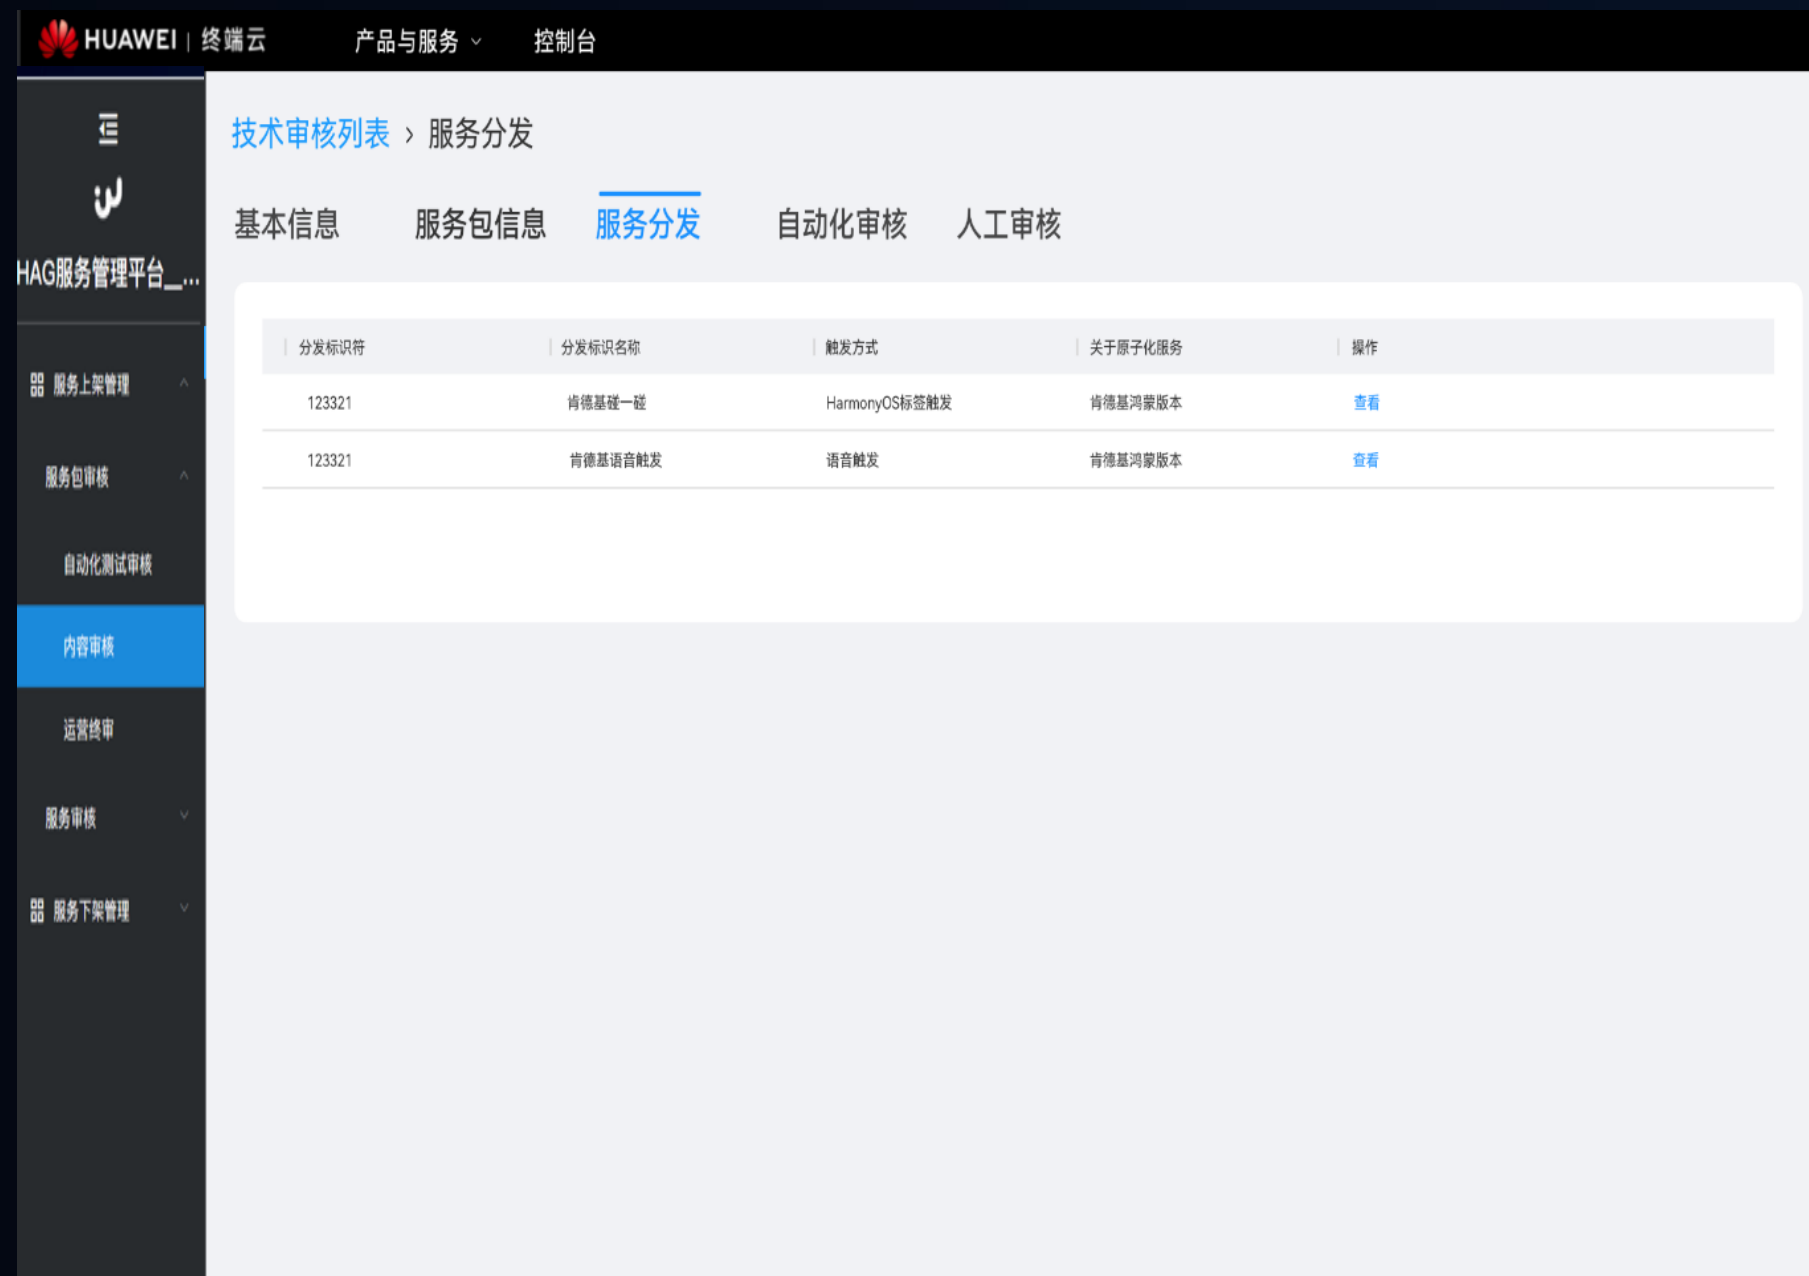 HUAWEI | 终端云 产品与服务 控制台
HAG服务管理平台__...
服务上架管理
服务包审核
自动化测试审核
内容审核
运营终审
服务审核
服务下架管理
技术审核列表 › 服务分发
基本信息 服务包信息 服务分发 自动化审核 人工审核
分发标识符 分发标识名称 触发方式 关于原子化服务 操作
123321 肯德基碰一碰 HarmonyOS标签触发 肯德基鸿蒙版本 查看
123321 肯德基语音触发 语音触发 肯德基鸿蒙版本 查看